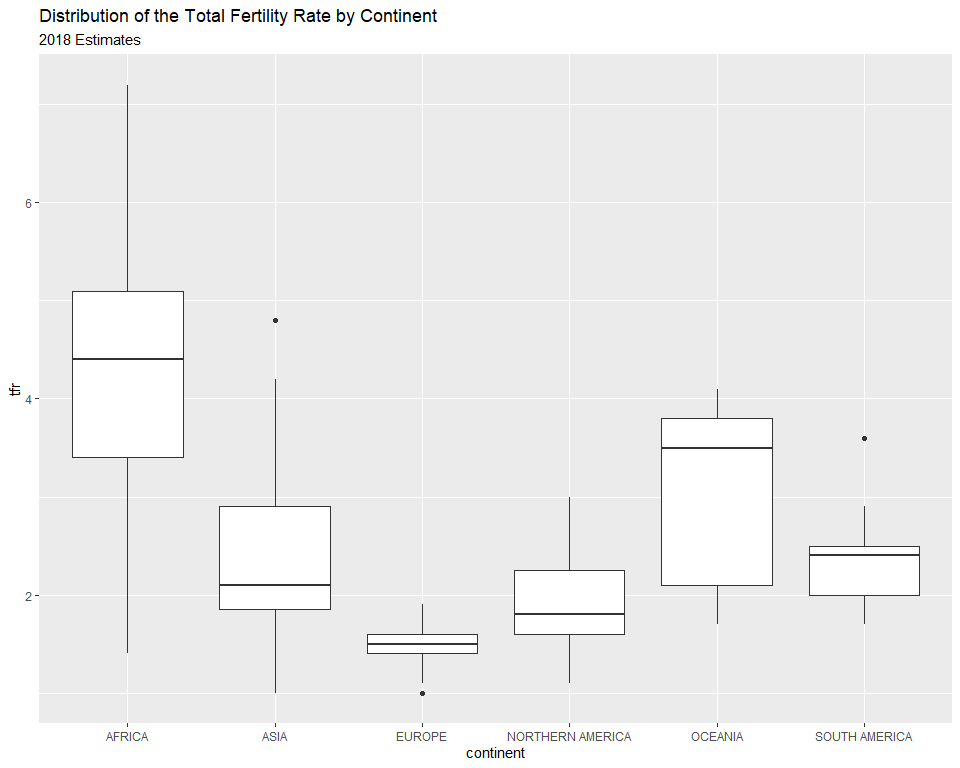 Distribution of the Total Fertility Rate by Continent
2018 Estimates
tfr
6
4
2
AFRICA ASIA EUROPE NORTHERN AMERICA OCEANIA SOUTH AMERICA
continent